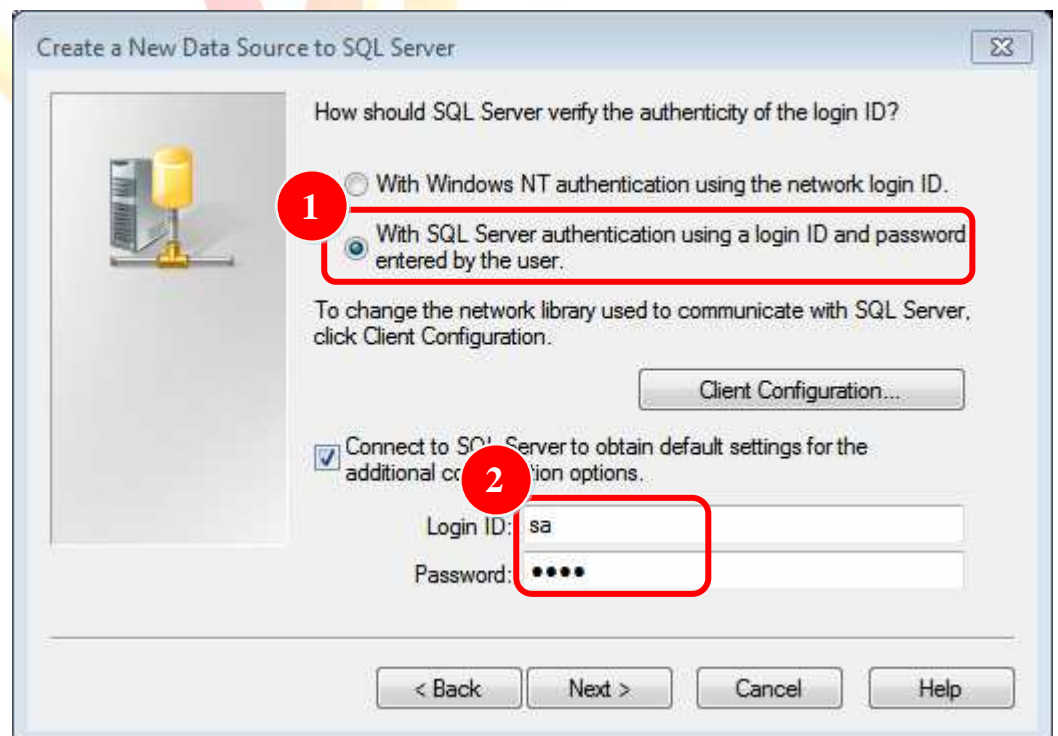 Create a New Data Source to SQL Server
How should SQL Server verify the authenticity of the login ID?
With Windows NT authentication using the network login ID.
1
With SQL Server authentication using a login ID and password
entered by the user.
To change the network library used to communicate with SQL Server,
click Client Configuration.
Client Configuration...
Connect to SQL Server to obtain default settings for the
additional options.
2
Login ID: sa
Password: ••••
< Back Next > Cancel Help